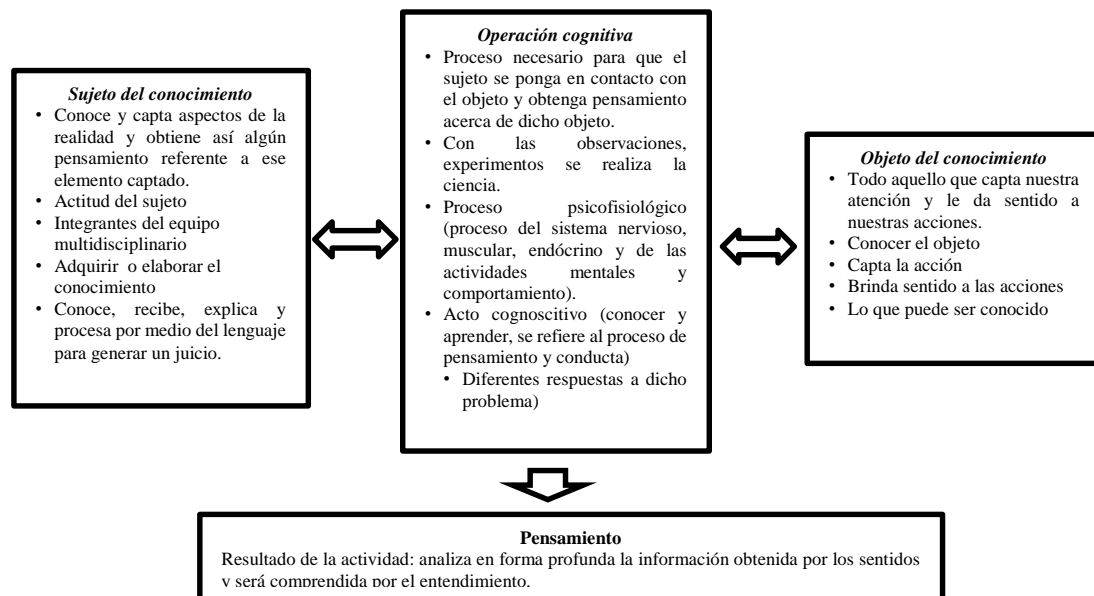 Operación cognitiva
• Proceso necesario para que el
sujeto se ponga en contacto con
el objeto y obtenga pensamiento
acerca de dicho objeto.
• Con las observaciones,
experimentos se realiza la
ciencia.
• Proceso psicofisiológico
(proceso del sistema nervioso,
muscular, endócrino y de las
actividades mentales y
comportamiento).
• Acto cognoscitivo (conocer y
aprender, se refiere al proceso de
pensamiento y conducta)
• Diferentes respuestas a dicho
problema)
Sujeto del conocimiento
• Conoce y capta aspectos de la
realidad y obtiene así algún
pensamiento referente a ese
elemento captado.
• Actitud del sujeto
• Integrantes del equipo
multidisciplinario
• Adquirir o elaborar el
conocimiento
• Conoce, recibe, explica y
procesa por medio del lenguaje
para generar un juicio.
Objeto del conocimiento
• Todo aquello que capta nuestra
atención y le da sentido a
nuestras acciones.
• Conocer el objeto
• Capta la acción
• Brinda sentido a las acciones
• Lo que puede ser conocido
Pensamiento
Resultado de la actividad: analiza en forma profunda la información obtenida por los sentidos
y será comprendida por el entendimiento.